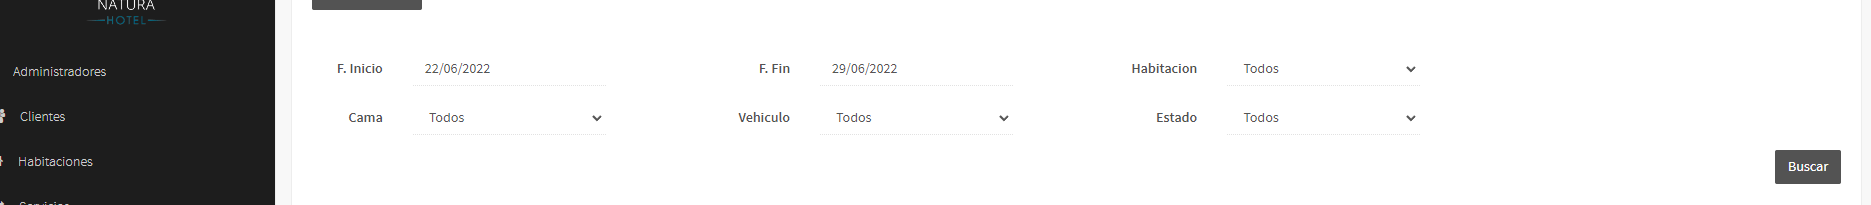 NATURA
HOTEL
Administradores
Clientes
Habitaciones
Servicios
F. Inicio 22/06/2022 F. Fin 29/06/2022 Habitacion Todos
Cama Todos Vehiculo Todos Estado Todos
Buscar